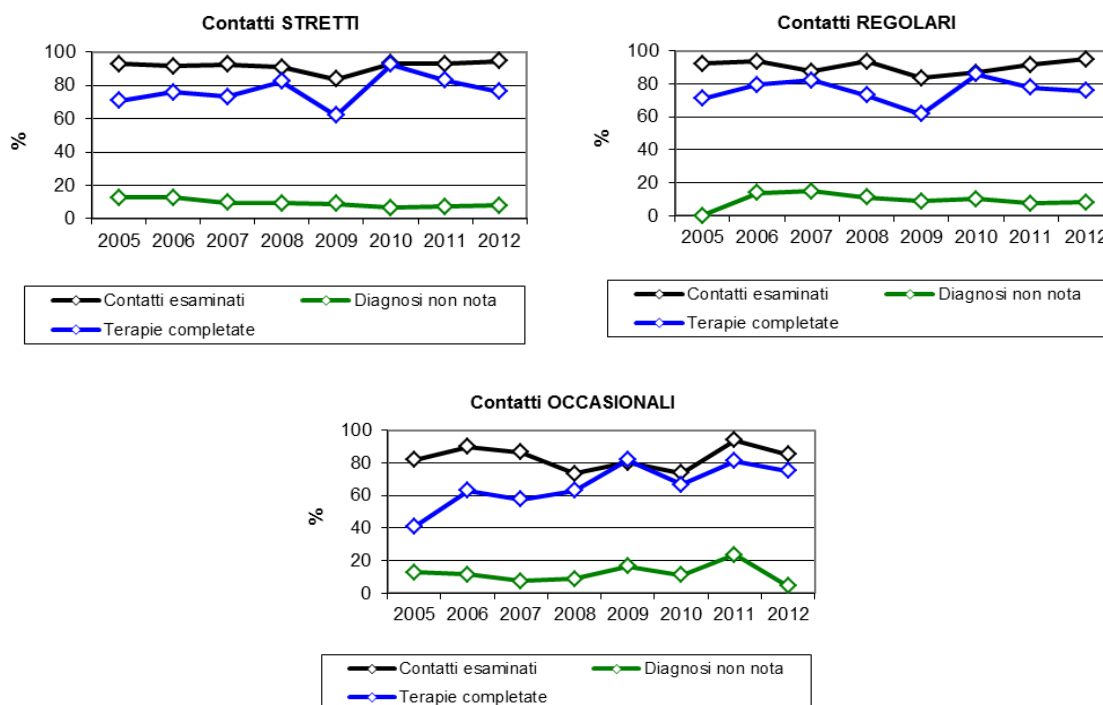 Contatti STRETTI
100
80
60
40
20
0
%
2005 2006 2007 2008 2009 2010 2011 2012
Contatti esaminati Diagnosi non nota
Terapie completate
Contatti REGOLARI
100
80
60
40
20
0
%
2005 2006 2007 2008 2009 2010 2011 2012
Contatti esaminati Diagnosi non nota
Terapie completate
Contatti OCCASIONALI
100
80
60
40
20
0
%
2005 2006 2007 2008 2009 2010 2011 2012
Contatti esaminati Diagnosi non nota
Terapie completate